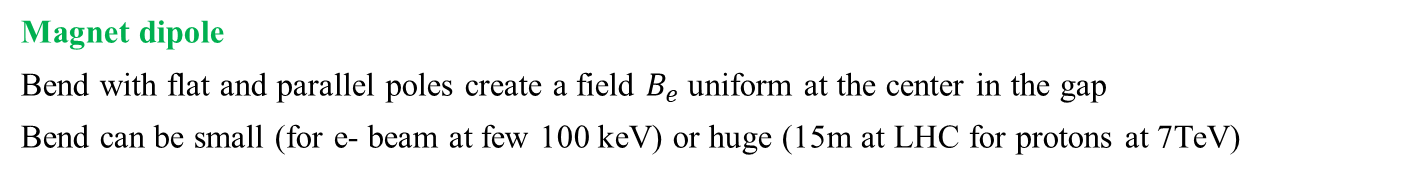 Magnet dipole
Bend with flat and parallel poles create a field $B_e$ uniform at the center in the gap
Bend can be small (for e- beam at few 100 keV) or huge (15m at LHC for protons at 7TeV)